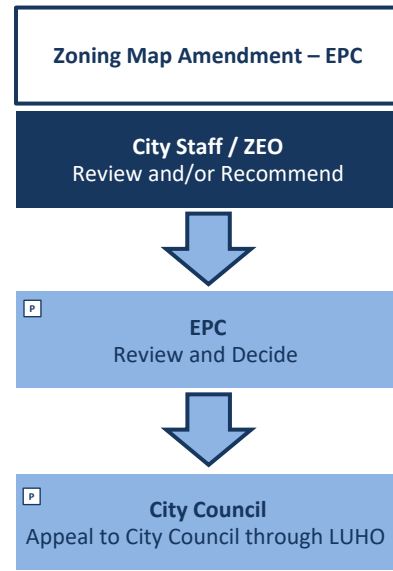 Zoning Map Amendment – EPC
City Staff / ZEO
Review and/or Recommend
P
EPC
Review and Decide
P
City Council
Appeal to City Council through LUHO